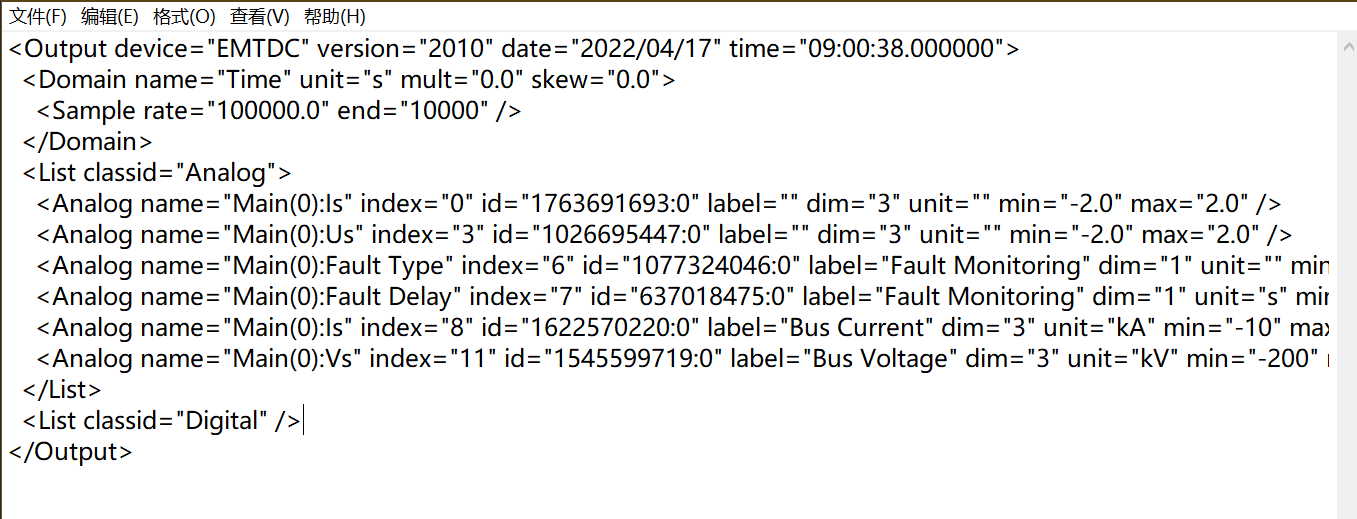 文件(F) 编辑(E) 格式(O) 查看(V) 帮助(H)
<Output device="EMTDC" version="2010" date="2022/04/17" time="09:00:38.000000">
<Domain name="Time" unit="s" mult="0.0" skew="0.0">
<Sample rate="100000.0" end="10000" />
</Domain>
<List classid="Analog">
<Analog name="Main(0):Is" index="0" id="1763691693:0" label="" dim="3" unit="" min="-2.0" max="2.0" />
<Analog name="Main(0):Us" index="3" id="1026695447:0" label="" dim="3" unit="" min="-2.0" max="2.0" />
<Analog name="Main(0):Fault Type" index="6" id="1077324046:0" label="Fault Monitoring" dim="1" unit="" min
<Analog name="Main(0):Fault Delay" index="7" id="637018475:0" label="Fault Monitoring" dim="1" unit="s" min
<Analog name="Main(0):Is" index="8" id="1622570220:0" label="Bus Current" dim="3" unit="kA" min="-10" max
<Analog name="Main(0):Vs" index="11" id="1545599719:0" label="Bus Voltage" dim="3" unit="kV" min="-200"
</List>
<List classid="Digital" />
</Output>